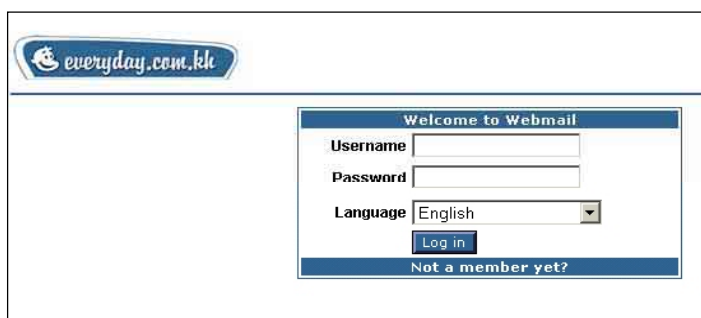 everyday.com.kh
Welcome to Webmail
Username
Password
Language English
Log in
Not a member yet?